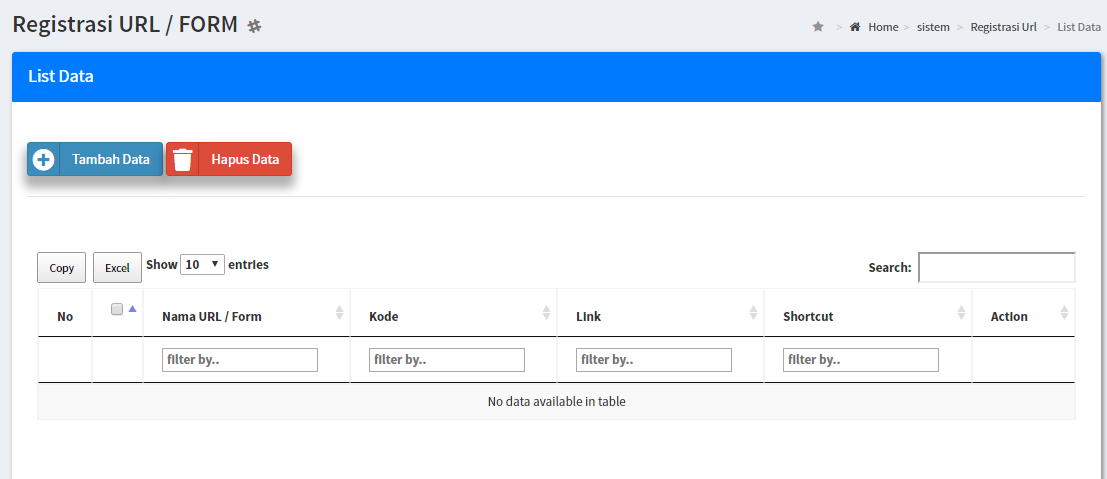 Registrasi URL / FORM
> Home > sistem > Registrasi Url > List Data
List Data
Tambah Data Hapus Data
Copy Excel Show 10 entries Search:
No Nama URL / Form Kode Link Shortcut Action
filter by.. filter by.. filter by.. filter by..
No data available in table